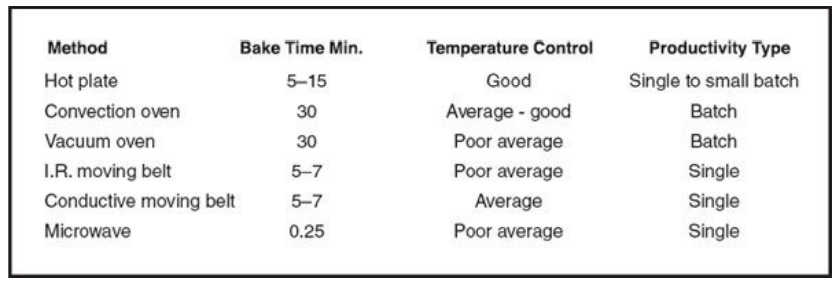 Method Bake Time Min. Temperature Control Productivity Type
Hot plate 5–15 Good Single to small batch
Convection oven 30 Average - good Batch
Vacuum oven 30 Poor average Batch
I.R. moving belt 5–7 Poor average Single
Conductive moving belt 5–7 Average Single
Microwave 0.25 Poor average Single